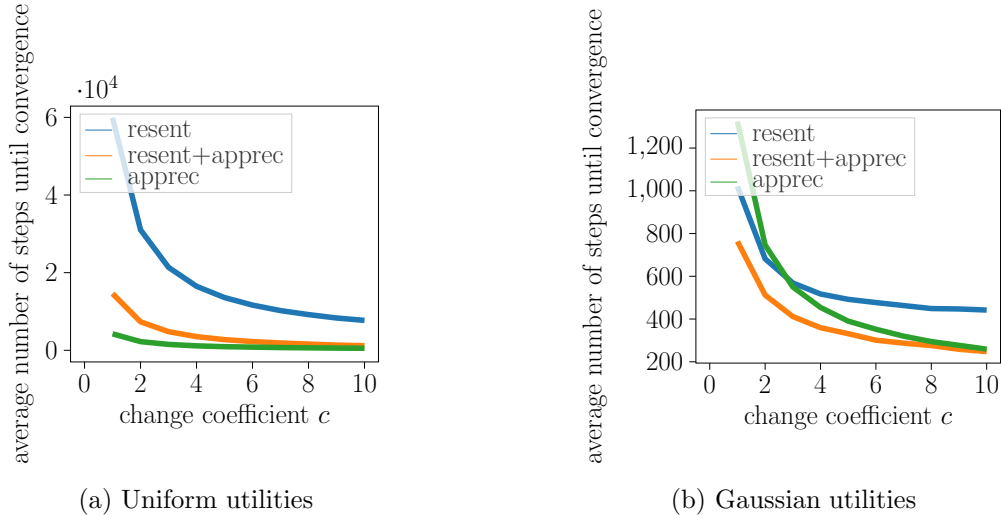 average number of steps until convergence
·10⁴
6
4
2
0
resent
resent+apprec
apprec
0 2 4 6 8 10
change coefficient c
(a) Uniform utilities
average number of steps until convergence
1,200
1,000
800
600
400
200
resent
resent+apprec
apprec
0 2 4 6 8 10
change coefficient c
(b) Gaussian utilities